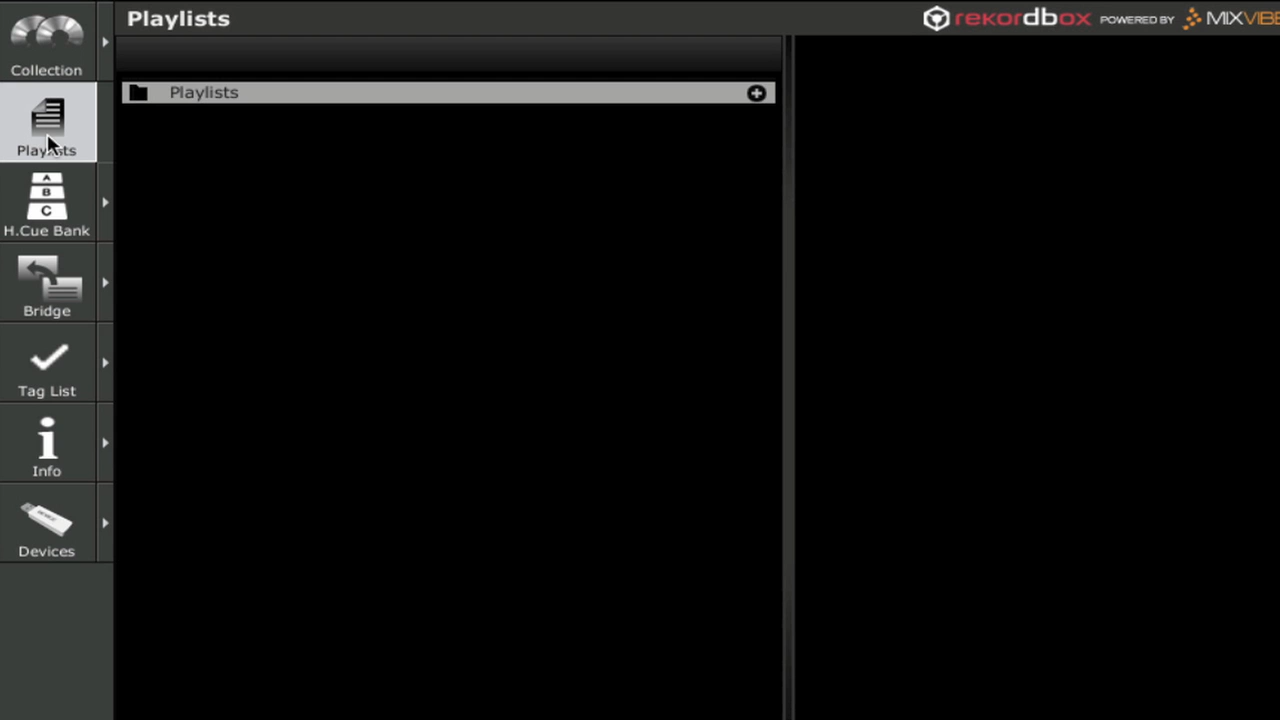 Playlists
rekordbox POWERED BY MIXVIBE
Collection
Playlists
Playlists
A
B
C
H.Cue Bank
Bridge
Tag List
Info
Devices